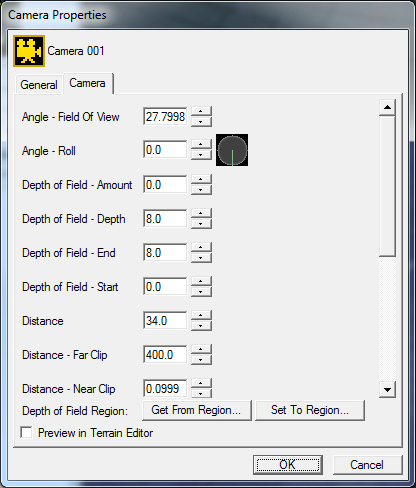 Camera Properties
Camera 001
General Camera
Angle - Field Of View 27.7998
Angle - Roll 0.0
Depth of Field - Amount 0.0
Depth of Field - Depth 8.0
Depth of Field - End 8.0
Depth of Field - Start 0.0
Distance 34.0
Distance - Far Clip 400.0
Distance - Near Clip 0.0999
Depth of Field Region: Get From Region... Set To Region...
Preview in Terrain Editor
OK Cancel